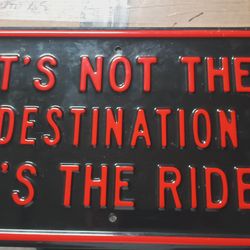 T'S NOT THE
DESTINATION
'S THE RIDE